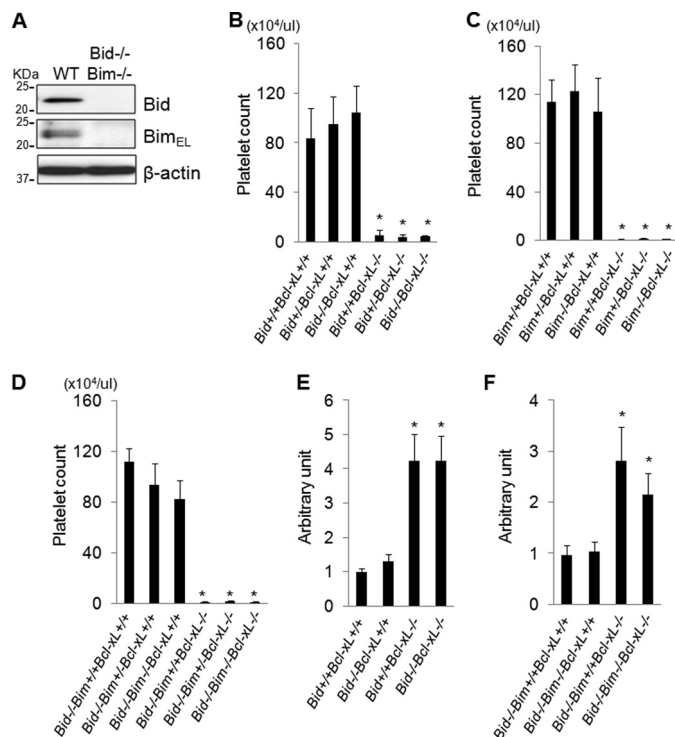 A
Bid-/-
KDa WT Bim-/-
25-
20-
Bid
25-
20-
BimEL
37-
β-actin
B (x10⁴/ul)
Platelet count
160
120
80
40
0
* * *
Bid+/+Bcl-xL+/+
Bid+/-Bcl-xL+/+
Bid-/-Bcl-xL+/+
Bid+/+Bcl-xL-/-
Bid+/-Bcl-xL-/-
Bid-/-Bcl-xL-/-
C (x10⁴/ul)
Platelet count
160
120
80
40
0
* * *
Bim+/+Bcl-xL+/+
Bim+/-Bcl-xL+/+
Bim-/-Bcl-xL+/+
Bim+/+Bcl-xL-/-
Bim+/-Bcl-xL-/-
Bim-/-Bcl-xL-/-
D (x10⁴/ul)
Platelet count
160
120
80
40
0
* * *
Bid-/-Bim+/+Bcl-xL+/+
Bid-/-Bim+/-Bcl-xL+/+
Bid-/-Bim-/-Bcl-xL+/+
Bid-/-Bim+/+Bcl-xL-/-
Bid-/-Bim+/-Bcl-xL-/-
Bid-/-Bim-/-Bcl-xL-/-
E
Arbitrary unit
6
5
4
3
2
1
0
* *
Bid+/+Bcl-xL+/+
Bid-/-Bcl-xL+/+
Bid+/+Bcl-xL-/-
Bid-/-Bcl-xL-/-
F
Arbitrary unit
4
3
2
1
0
*
*
Bid-/-Bim+/+Bcl-xL+/+
Bid-/-Bim-/-Bcl-xL+/+
Bid-/-Bim+/+Bcl-xL-/-
Bid-/-Bim-/-Bcl-xL-/-